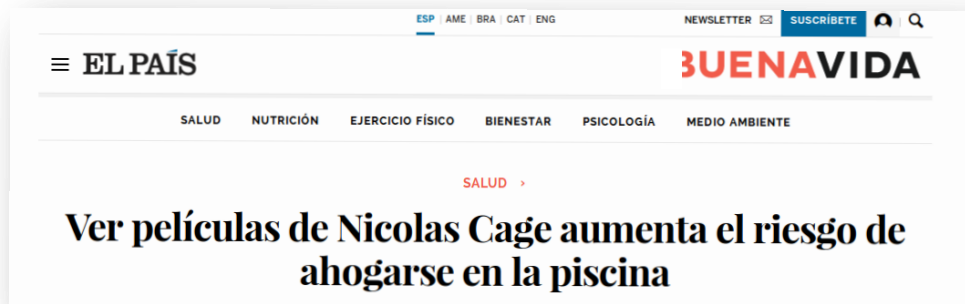 ESP | AME | BRA | CAT | ENG NEWSLETTER SUSCRÍBETE
EL PAÍS BUENAVIDA
SALUD NUTRICIÓN EJERCICIO FÍSICO BIENESTAR PSICOLOGÍA MEDIO AMBIENTE
SALUD ›
Ver películas de Nicolas Cage aumenta el riesgo de
ahogarse en la piscina